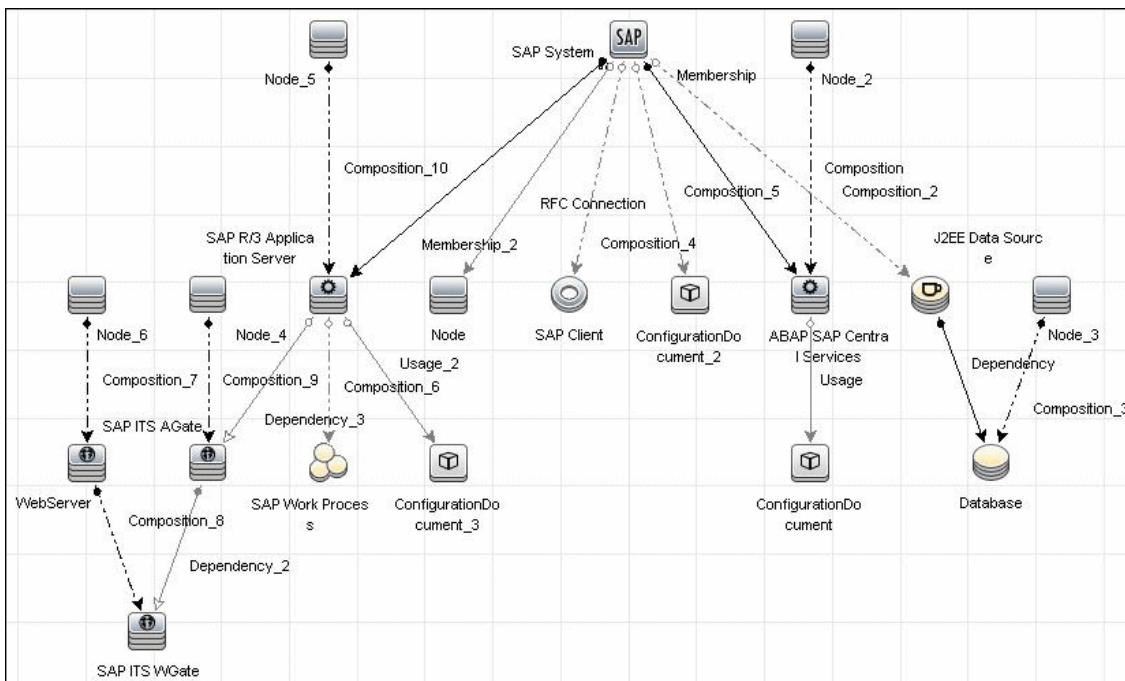 SAP
SAP System
Node_5
Membership
Node_2
Composition_10
Composition
Composition_5
Composition_2
RFC Connection
SAP R/3 Applica
tion Server
Membership_2
Composition_4
J2EE Data Sourc
e
Node_6
Node_4
Node
SAP Client
ConfigurationDo
cument_2
ABAP SAP Centra
l Services
Node_3
Usage_2
Dependency
Composition_7
Composition_9
Composition_6
Usage
Composition_3
SAP ITS AGate
Dependency_3
WebServer
SAP Work Proces
s
ConfigurationDo
cument_3
ConfigurationDo
cument
Database
Composition_8
Dependency_2
SAP ITS WGate